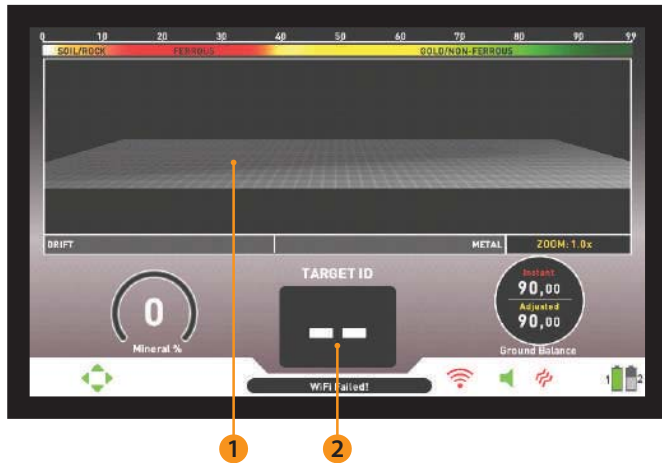 0 10 20 30 40 50 60 70 80 90 99
SOIL/ROCK FERROUS GOLD/NON-FERROUS
DRIFT METAL ZOOM: 1.0x
TARGET ID
0
Mineral %
-- 
Instant
90,00
Adjusted
90,00
Ground Balance
WiFi Failed!
1 2
1 2